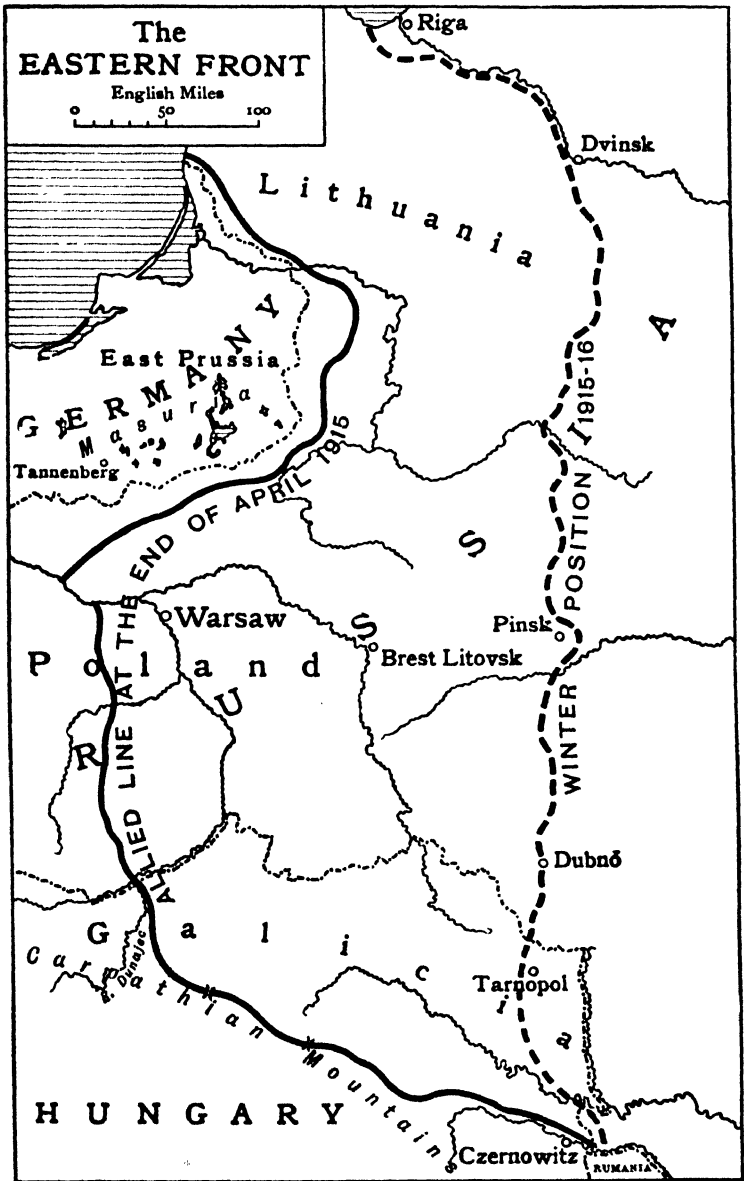 The
EASTERN FRONT
English Miles
0 50 100
Riga
Dvinsk
Lithuania
GERMANY
East Prussia
Masuria
Tannenberg
ALLIED LINE AT THE END OF APRIL 1915
WINTER POSITION 1915-16
RUSSIA
Warsaw
Poland
Pinsk
Brest Litovsk
Dubnő
Galicia
R. Dunajec
Carpathian Mountains
Tarnopol
HUNGARY
Czernowitz
RUMANIA